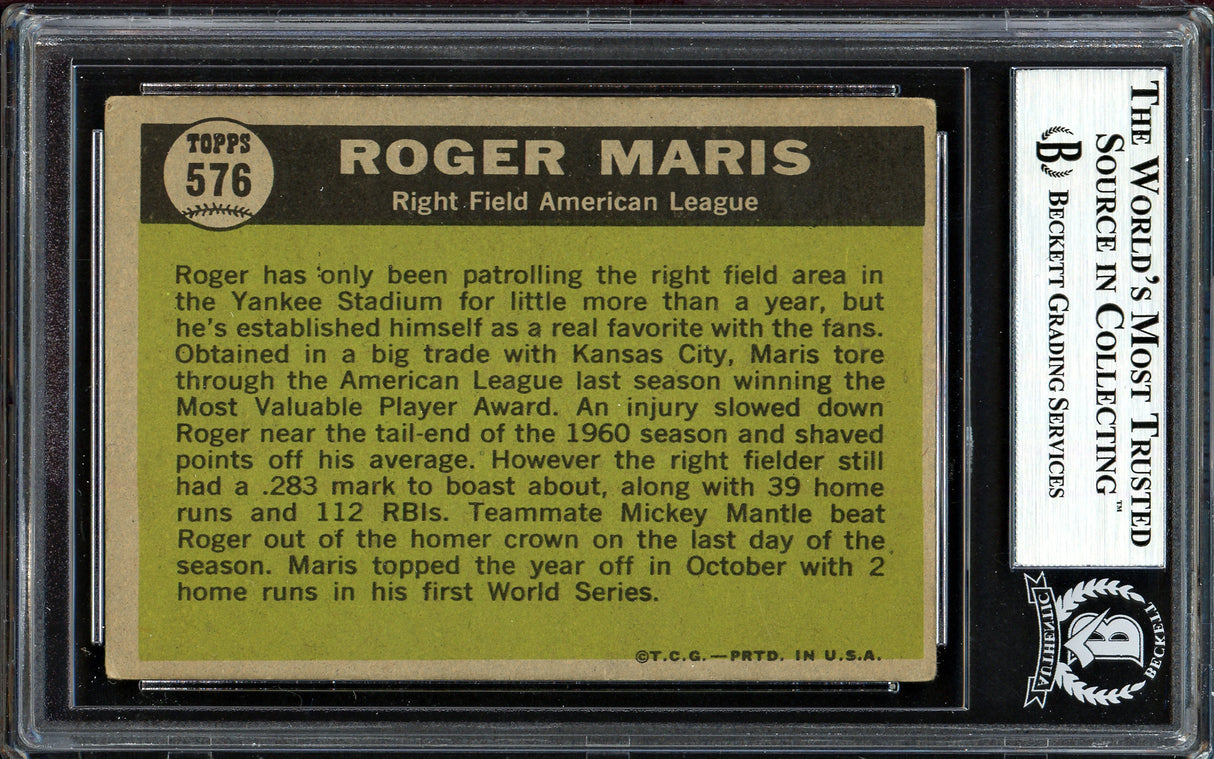 TOPPS
576
ROGER MARIS
Right Field American League
Roger has only been patrolling the right field area in
the Yankee Stadium for little more than a year, but
he's established himself as a real favorite with the fans.
Obtained in a big trade with Kansas City, Maris tore
through the American League last season winning the
Most Valuable Player Award. An injury slowed down
Roger near the tail-end of the 1960 season and shaved
points off his average. However the right fielder still
had a .283 mark to boast about, along with 39 home
runs and 112 RBIs. Teammate Mickey Mantle beat
Roger out of the homer crown on the last day of the
season. Maris topped the year off in October with 2
home runs in his first World Series.
©T.C.G.—PRTD. IN U.S.A.
THE WORLD'S MOST TRUSTED
SOURCE IN COLLECTING™
B BECKETT GRADING SERVICES
AUTHENTIC
B
BECKETT